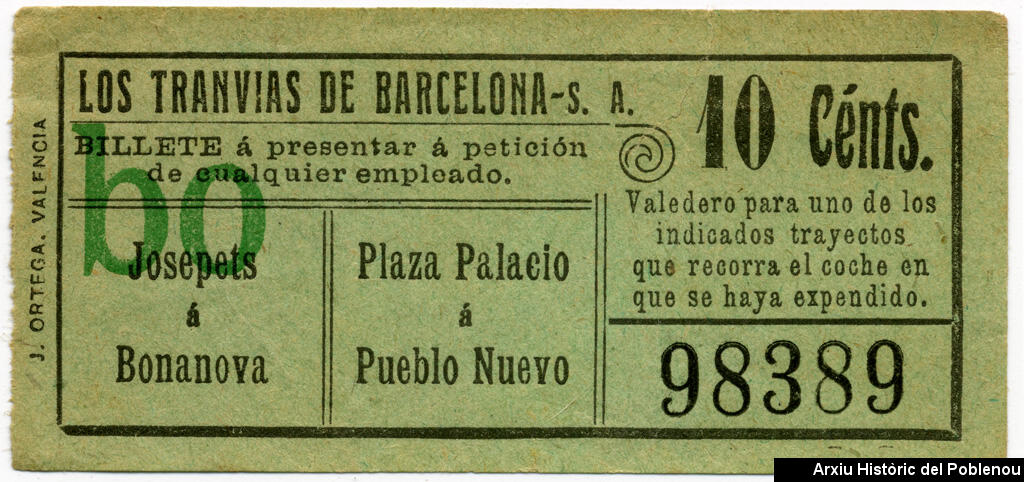 LOS TRANVIAS DE BARCELONA-S. A.
BILLETE á presentar á petición
de cualquier empleado.
bo
Josepets
á
Bonanova
Plaza Palacio
á
Pueblo Nuevo
10 Cénts.
Valedero para uno de los
indicados trayectos
que recorra el coche en
que se haya expendido.
98389
J. ORTEGA. VALENCIA
Arxiu Històric del Poblenou